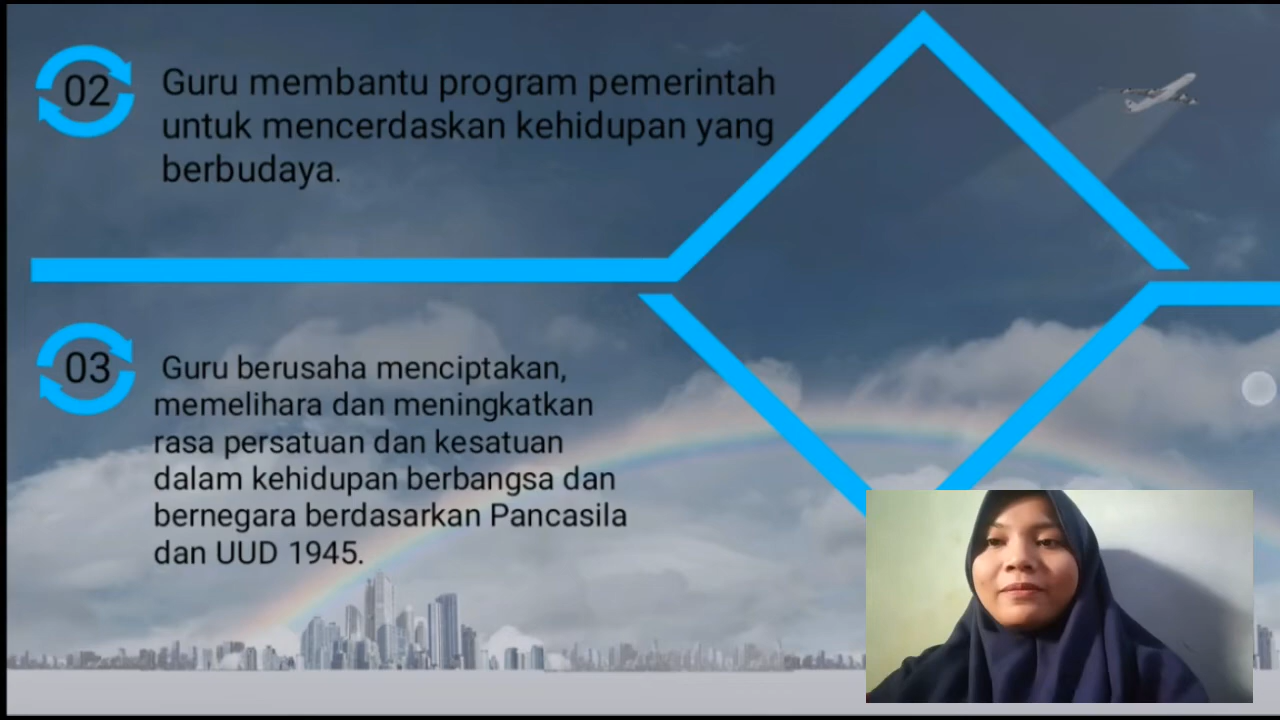 02
Guru membantu program pemerintah
untuk mencerdaskan kehidupan yang
berbudaya.
03
Guru berusaha menciptakan,
memelihara dan meningkatkan
rasa persatuan dan kesatuan
dalam kehidupan berbangsa dan
bernegara berdasarkan Pancasila
dan UUD 1945.